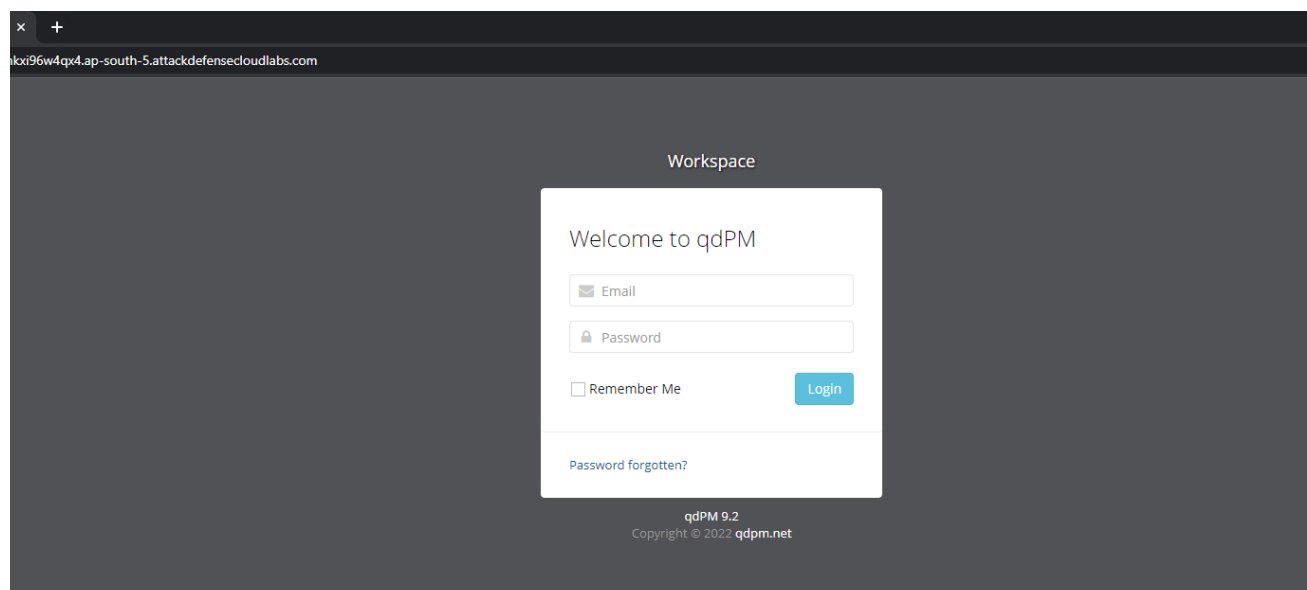 × +
kxi96w4qx4.ap-south-5.attackdefensecloudlabs.com
Workspace
Welcome to qdPM
Email
Password
Remember Me
Login
Password forgotten?
qdPM 9.2
Copyright © 2022 qdpm.net